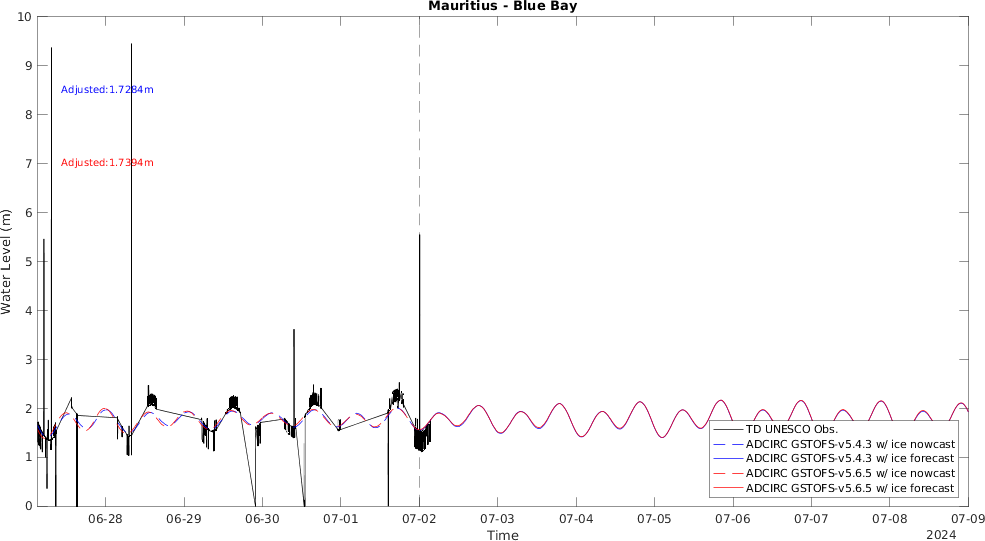 Mauritius - Blue Bay
10
9
8
7
6
5
4
3
2
1
0
Water Level (m)
Adjusted:1.7284m
Adjusted:1.7394m
TD UNESCO Obs.
ADCIRC GSTOFS-v5.4.3 w/ ice nowcast
ADCIRC GSTOFS-v5.4.3 w/ ice forecast
ADCIRC GSTOFS-v5.6.5 w/ ice nowcast
ADCIRC GSTOFS-v5.6.5 w/ ice forecast
06-28 06-29 06-30 07-01 07-02 07-03 07-04 07-05 07-06 07-07 07-08 07-09
Time
2024